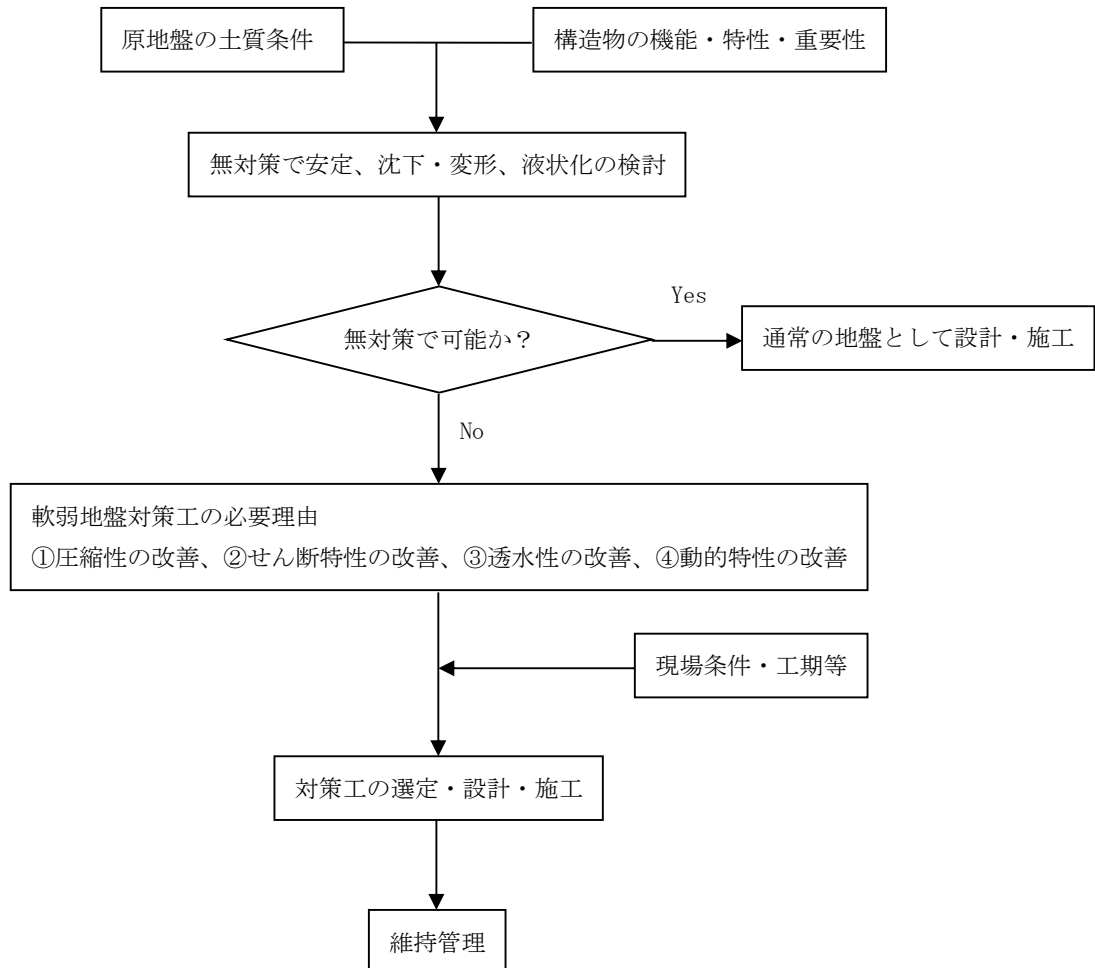 原地盤の土質条件
構造物の機能・特性・重要性
無対策で安定、沈下・変形、液状化の検討
無対策で可能か？
Yes
通常の地盤として設計・施工
No
軟弱地盤対策工の必要理由
①圧縮性の改善、②せん断特性の改善、③透水性の改善、④動的特性の改善
現場条件・工期等
対策工の選定・設計・施工
維持管理